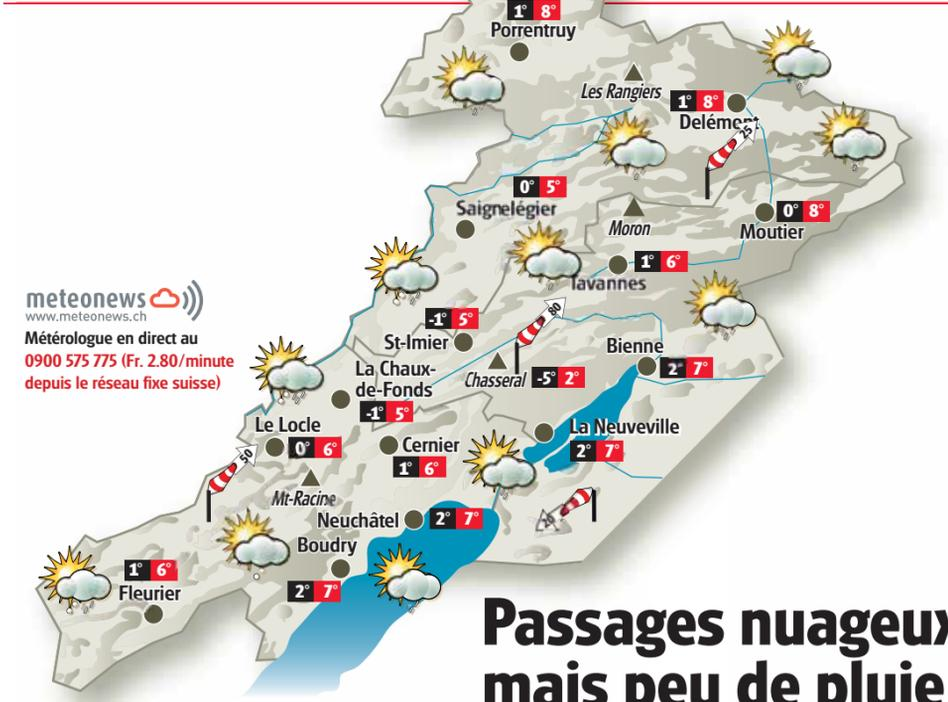 1° 8°
Porrentruy
Les Rangiers
1° 8°
Delémont
25
0° 5°
Saignelégier
Moron
0° 8°
Moutier
1° 6°
Tavannes
meteonews
www.meteonews.ch
Météorologue en direct au
0900 575 775 (Fr. 2.80/minute
depuis le réseau fixe suisse)
-1° 5°
St-Imier
80
Bienne
2° 7°
Chasseral -5° 2°
La Chaux-
de-Fonds
-1° 5°
Le Locle
0° 6°
Cernier
1° 6°
La Neuveville
2° 7°
50
Mt-Racine
Neuchâtel 2° 7°
20
Boudry
2° 7°
1° 6°
Fleurier
Passages nuageux
mais peu de pluie